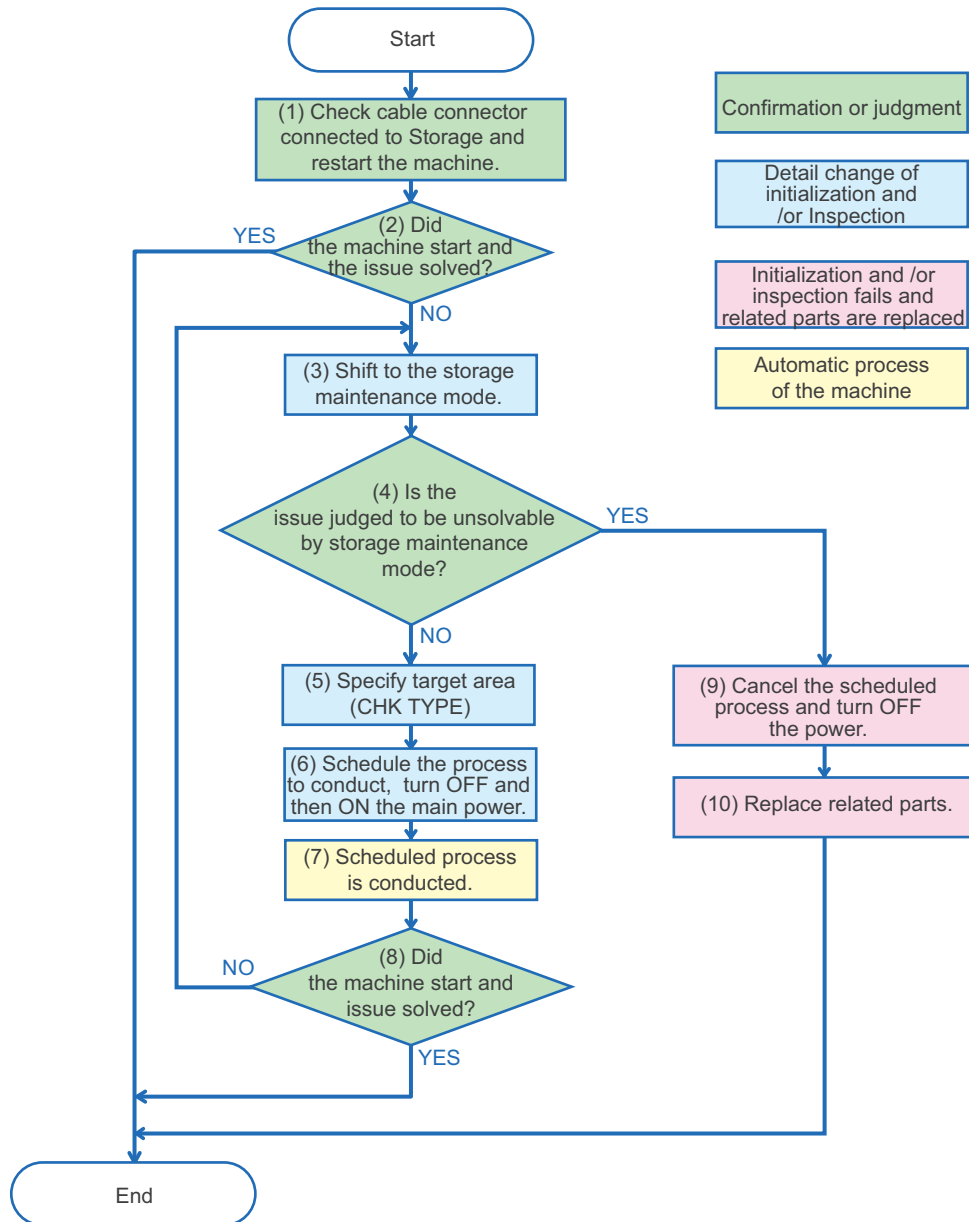 Start
(1) Check cable connector
connected to Storage and
restart the machine.
Confirmation or judgment
Detail change of
initialization and
/or Inspection
YES
(2) Did
the machine start and
the issue solved?
NO
Initialization and /or
inspection fails and
related parts are replaced
(3) Shift to the storage
maintenance mode.
Automatic process
of the machine
(4) Is the
issue judged to be unsolvable
by storage maintenance
mode?
YES
NO
(5) Specify target area
(CHK TYPE)
(9) Cancel the scheduled
process and turn OFF
the power.
(6) Schedule the process
to conduct, turn OFF and
then ON the main power.
(10) Replace related parts.
(7) Scheduled process
is conducted.
NO
(8) Did
the machine start and
issue solved?
YES
End